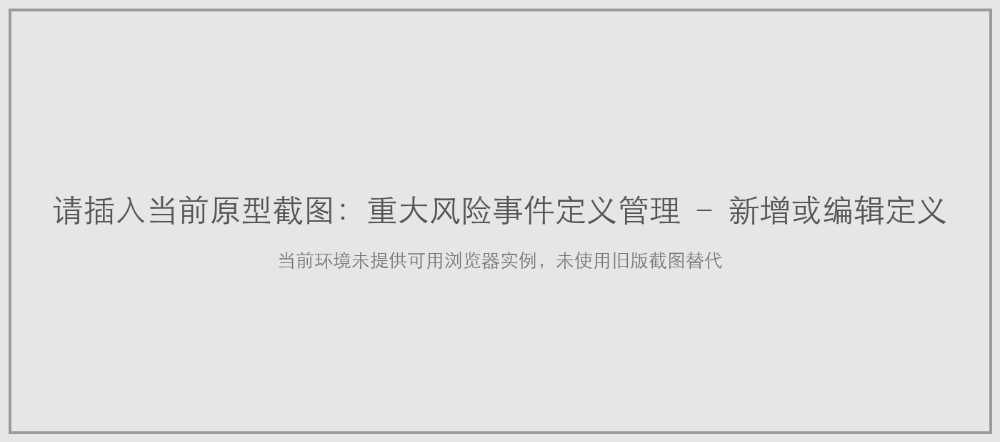 请插入当前原型截图：重大风险事件定义管理 – 新增或编辑定义
当前环境未提供可用浏览器实例，未使用旧版截图替代